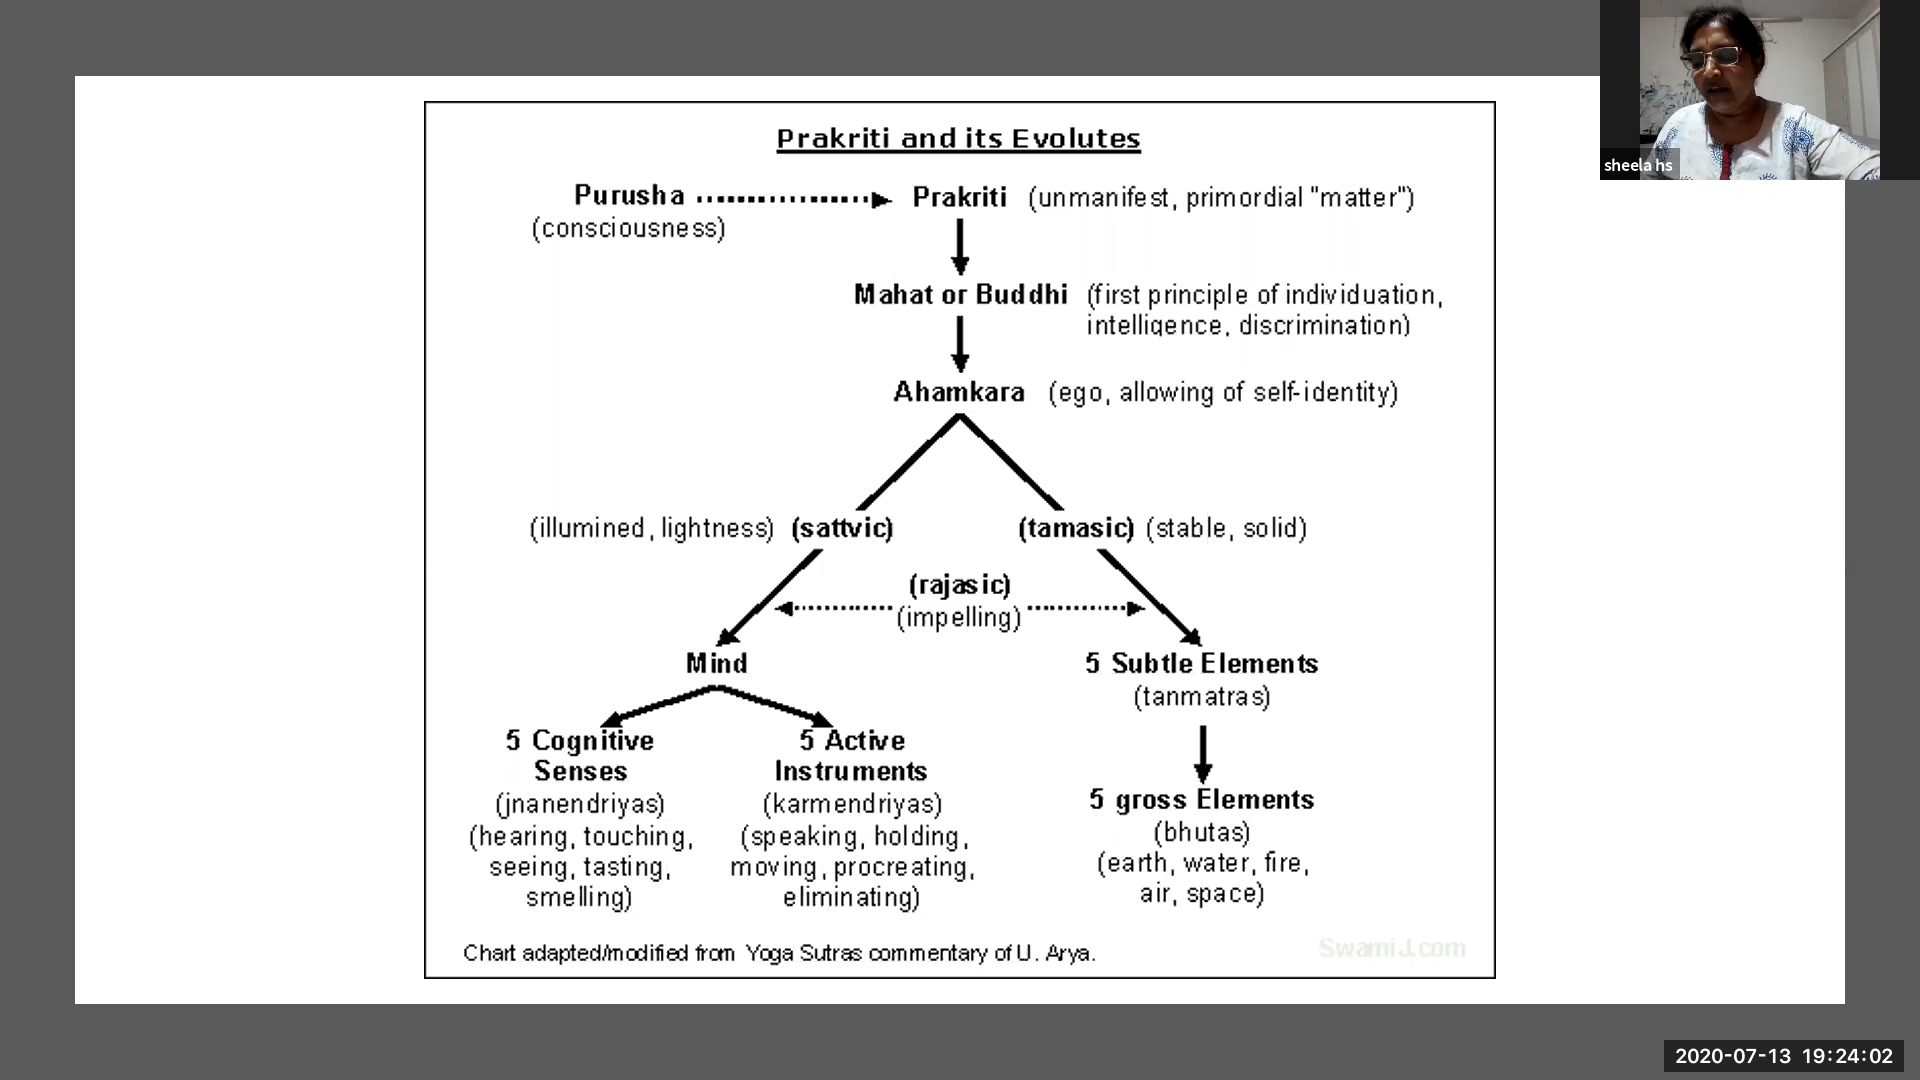 sheela hs
Prakriti and its Evolutes
Purusha Prakriti (unmanifest, primordial "matter")
(consciousness)
Mahat or Buddhi (first principle of individuation,
intelligence, discrimination)
Ahamkara (ego, allowing of self-identity)
(illumined, lightness) (sattvic) (tamasic) (stable, solid)
(rajasic)
(impelling)
Mind 5 Subtle Elements
(tanmatras)
5 Cognitive 5 Active
Senses Instruments
(jnanendriyas) (karmendriyas)
5 gross Elements
(hearing, touching, (speaking, holding, (bhutas)
seeing, tasting, moving, procreating, (earth, water, fire,
smelling) eliminating) air, space)
Chart adapted/modified from Yoga Sutras commentary of U. Arya.
SwamiJ.com
2020-07-13 19:24:02